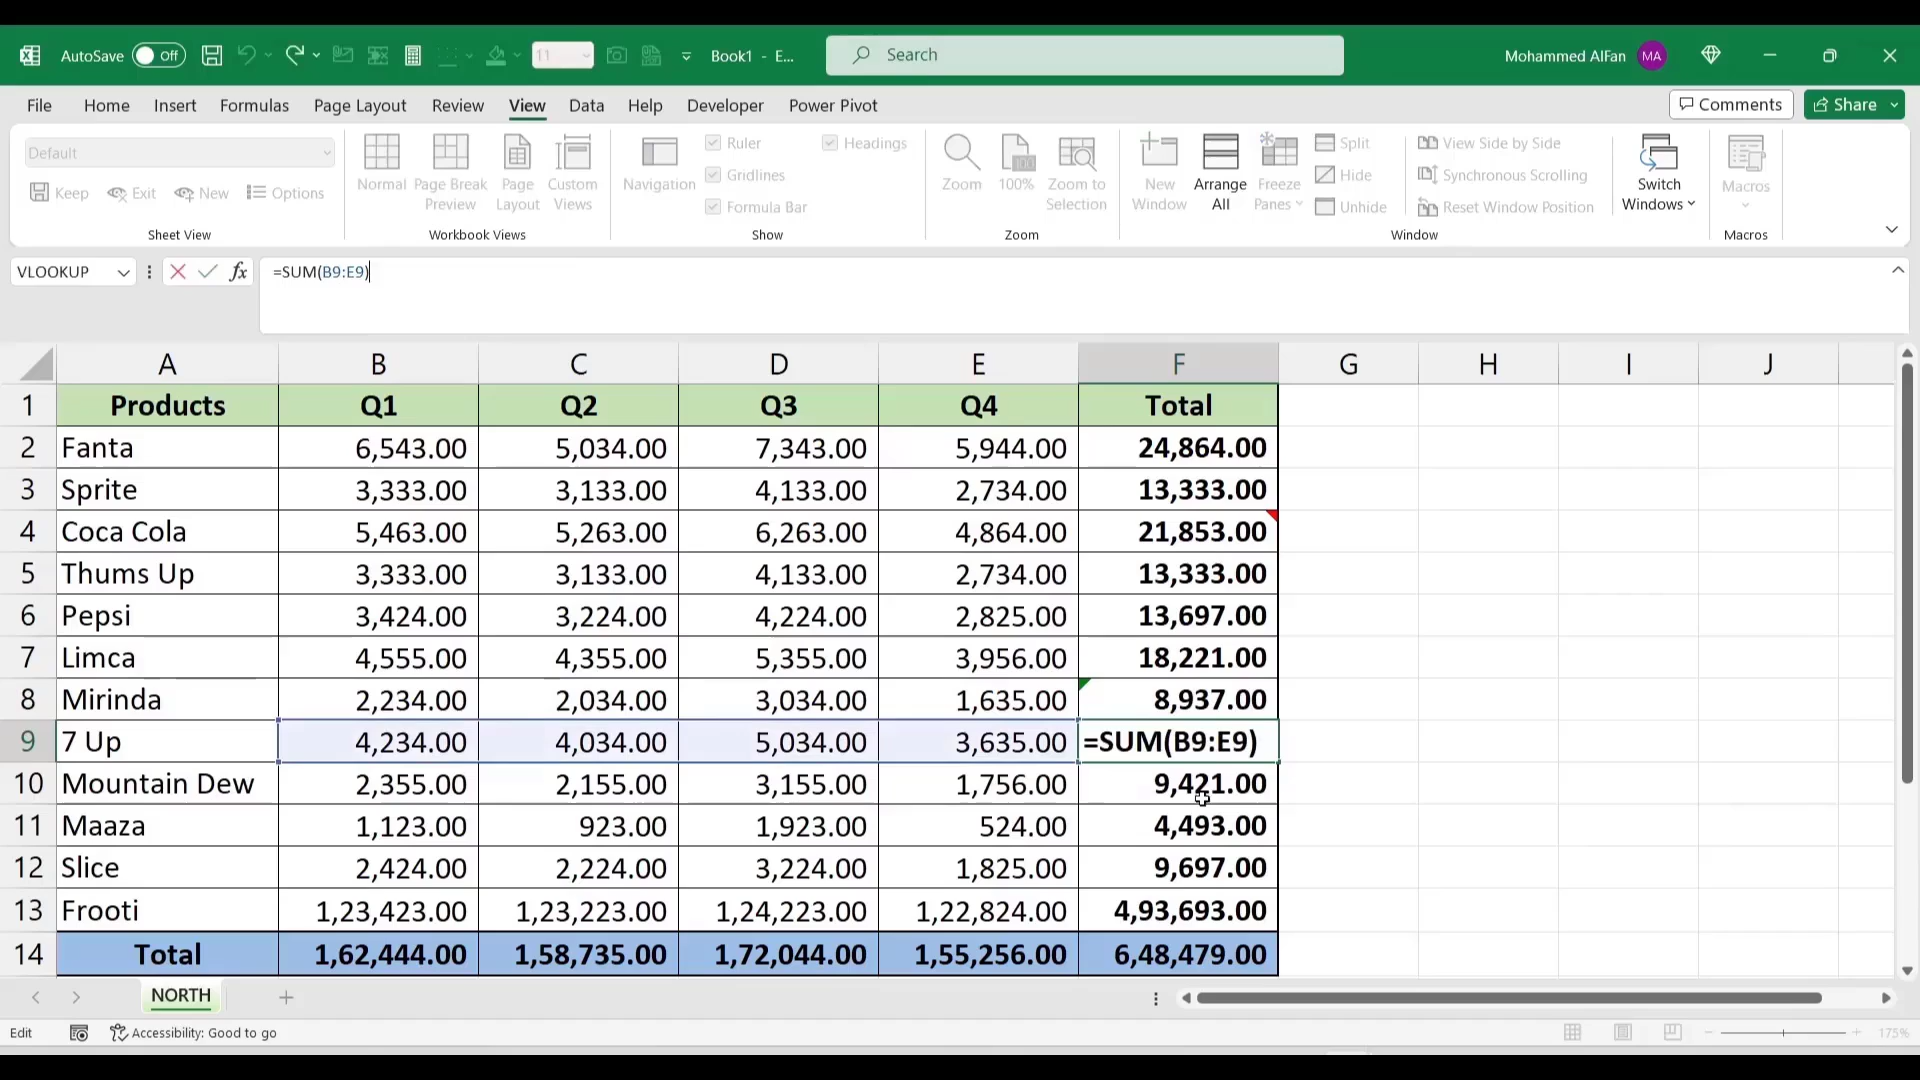 AutoSave Off 11 Book1 - E... Search Mohammed AlFan MA
File Home Insert Formulas Page Layout Review View Data Help Developer Power Pivot Comments Share
Default
Keep Exit New Options
Sheet View
Normal Page Break Preview Page Layout Custom Views
Workbook Views
Navigation
Ruler Headings
Gridlines
Formula Bar
Show
Zoom 100% Zoom to Selection
Zoom
New Window Arrange All Freeze Panes
Split
Hide
Unhide
View Side by Side
Synchronous Scrolling
Reset Window Position
Switch Windows
Window
Macros
Macros
VLOOKUP fx =SUM(B9:E9)
A B C D E F G H I J
1 Products Q1 Q2 Q3 Q4 Total
2 Fanta 6,543.00 5,034.00 7,343.00 5,944.00 24,864.00
3 Sprite 3,333.00 3,133.00 4,133.00 2,734.00 13,333.00
4 Coca Cola 5,463.00 5,263.00 6,263.00 4,864.00 21,853.00
5 Thums Up 3,333.00 3,133.00 4,133.00 2,734.00 13,333.00
6 Pepsi 3,424.00 3,224.00 4,224.00 2,825.00 13,697.00
7 Limca 4,555.00 4,355.00 5,355.00 3,956.00 18,221.00
8 Mirinda 2,234.00 2,034.00 3,034.00 1,635.00 8,937.00
9 7 Up 4,234.00 4,034.00 5,034.00 3,635.00 =SUM(B9:E9)
10 Mountain Dew 2,355.00 2,155.00 3,155.00 1,756.00 9,421.00
11 Maaza 1,123.00 923.00 1,923.00 524.00 4,493.00
12 Slice 2,424.00 2,224.00 3,224.00 1,825.00 9,697.00
13 Frooti 1,23,423.00 1,23,223.00 1,24,223.00 1,22,824.00 4,93,693.00
14 Total 1,62,444.00 1,58,735.00 1,72,044.00 1,55,256.00 6,48,479.00
NORTH
Edit Accessibility: Good to go 175%